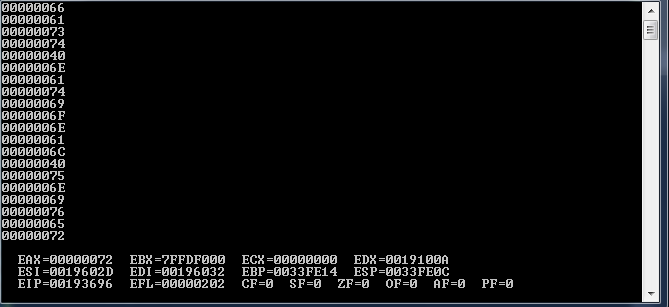 00000066
00000061
00000073
00000074
00000040
0000006E
00000061
00000074
00000069
0000006F
0000006E
00000061
0000006C
00000040
00000075
0000006E
00000069
00000076
00000065
00000072
EAX=00000072 EBX=7FFDF000 ECX=00000000 EDX=0019100A
ESI=0019602D EDI=00196032 EBP=0033FE14 ESP=0033FE0C
EIP=00193696 EFL=00000202 CF=0 SF=0 ZF=0 OF=0 AF=0 PF=0